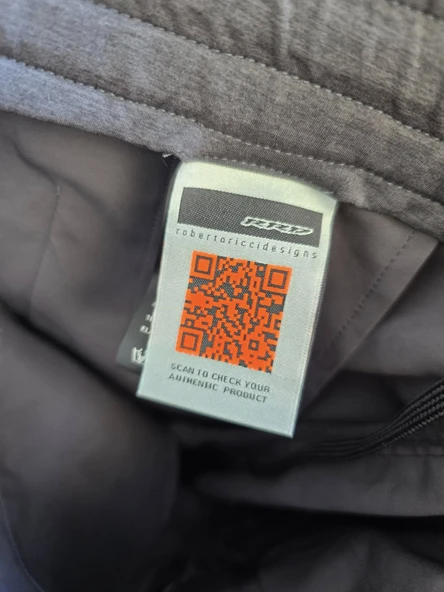 RRD
robertoriccidesigns
SCAN TO CHECK YOUR
AUTHENTIC PRODUCT